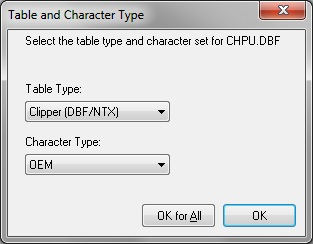 Table and Character Type
Select the table type and character set for CHPU.DBF
Table Type:
Clipper (DBF/NTX)
Character Type:
OEM
OK for All
OK